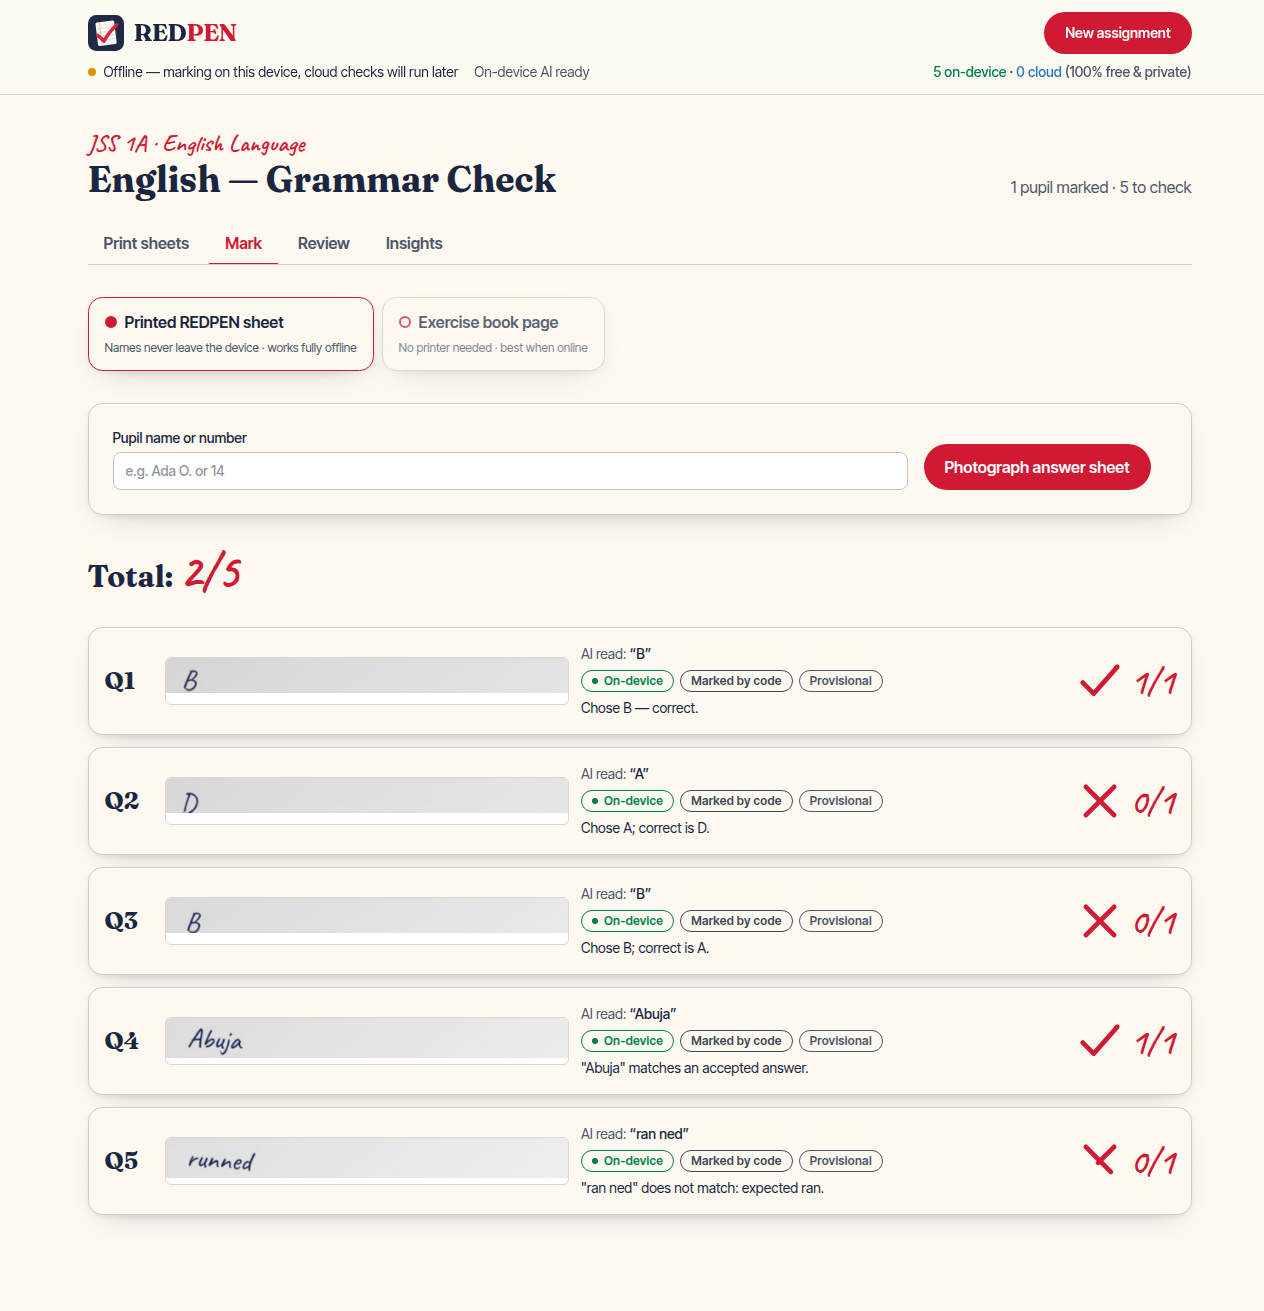 REDPEN
New assignment
Offline — marking on this device, cloud checks will run later On-device AI ready
5 on-device · 0 cloud (100% free & private)
JSS 1A · English Language
English — Grammar Check
1 pupil marked · 5 to check
Print sheets Mark Review Insights
Printed REDPEN sheet
Names never leave the device · works fully offline
Exercise book page
No printer needed · best when online
Pupil name or number
e.g. Ada O. or 14
Photograph answer sheet
Total: 2/5
Q1
B
AI read: “B”
On-device Marked by code Provisional
Chose B — correct.
1/1
Q2
D
AI read: “A”
On-device Marked by code Provisional
Chose A; correct is D.
0/1
Q3
B
AI read: “B”
On-device Marked by code Provisional
Chose B; correct is A.
0/1
Q4
Abuja
AI read: “Abuja”
On-device Marked by code Provisional
"Abuja" matches an accepted answer.
1/1
Q5
runned
AI read: “ran ned”
On-device Marked by code Provisional
"ran ned" does not match: expected ran.
0/1